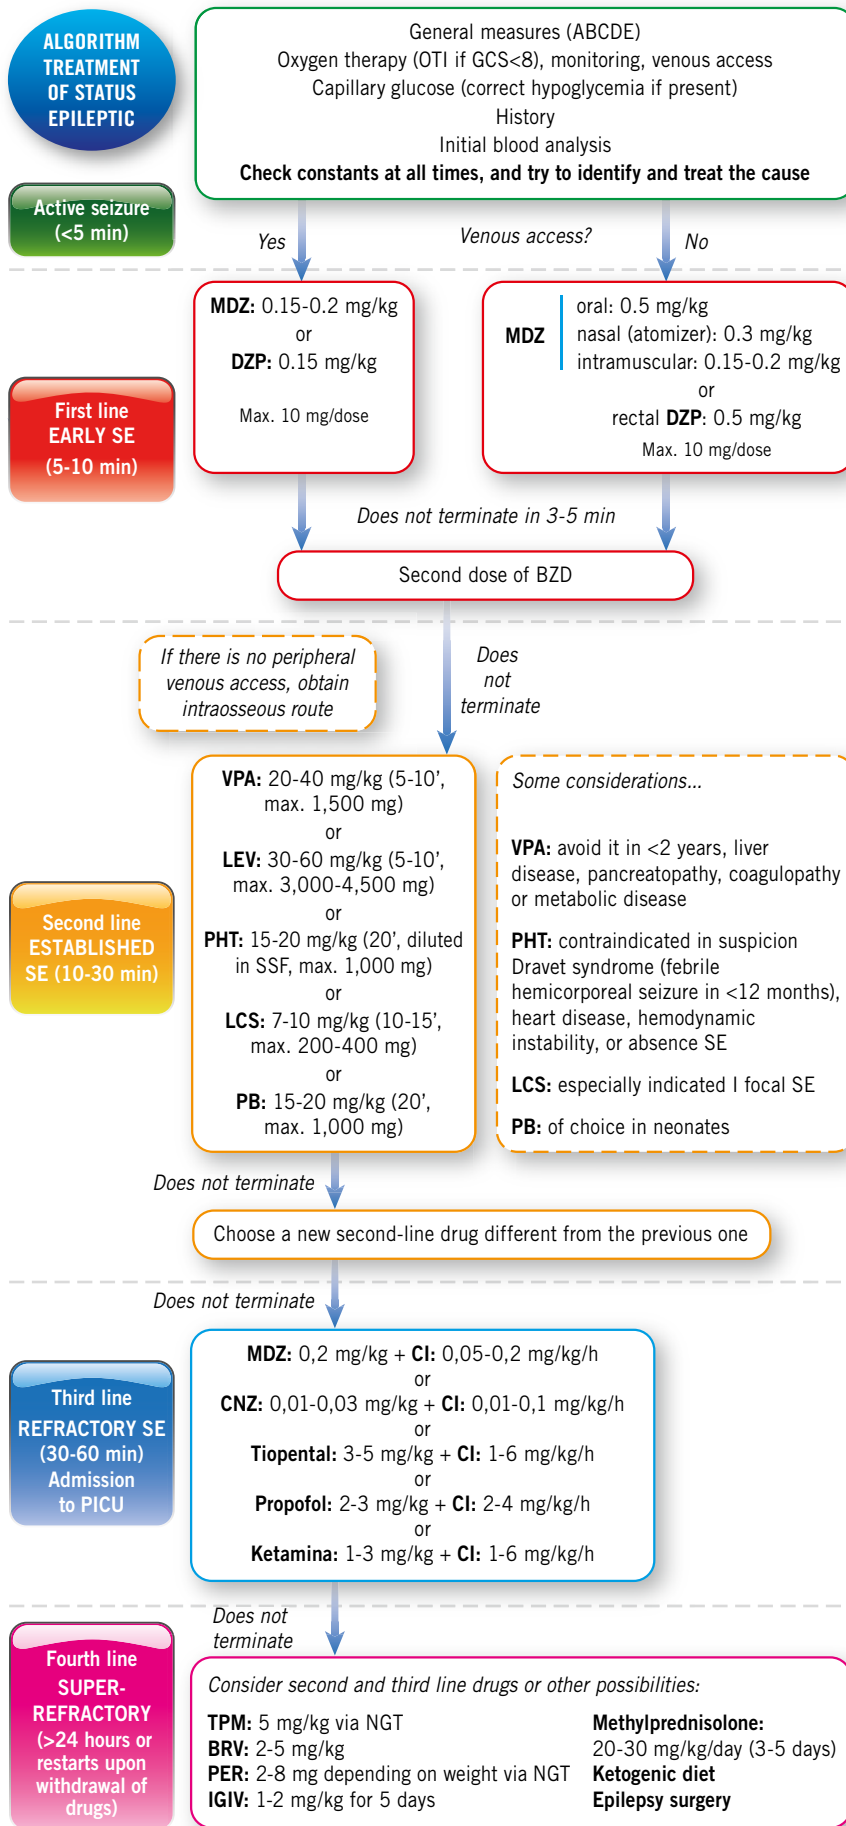 ALGORITHM
TREATMENT
OF STATUS
EPILEPTIC
General measures (ABCDE)
Oxygen therapy (OTI if GCS<8), monitoring, venous access
Capillary glucose (correct hypoglycemia if present)
History
Initial blood analysis
Check constants at all times, and try to identify and treat the cause
Active seizure
(<5 min)
Yes
Venous access?
No
First line
EARLY SE
(5-10 min)
MDZ: 0.15-0.2 mg/kg
or
DZP: 0.15 mg/kg
Max. 10 mg/dose
MDZ
oral: 0.5 mg/kg
nasal (atomizer): 0.3 mg/kg
intramuscular: 0.15-0.2 mg/kg
or
rectal DZP: 0.5 mg/kg
Max. 10 mg/dose
Does not terminate in 3-5 min
Second dose of BZD
If there is no peripheral
venous access, obtain
intraosseous route
Does
not
terminate
Second line
ESTABLISHED
SE (10-30 min)
VPA: 20-40 mg/kg (5-10’,
max. 1,500 mg)
or
LEV: 30-60 mg/kg (5-10’,
max. 3,000-4,500 mg)
or
PHT: 15-20 mg/kg (20’, diluted
in SSF, max. 1,000 mg)
or
LCS: 7-10 mg/kg (10-15’,
max. 200-400 mg)
or
PB: 15-20 mg/kg (20’,
max. 1,000 mg)
Some considerations...
VPA: avoid it in <2 years, liver
disease, pancreatopathy, coagulopathy
or metabolic disease
PHT: contraindicated in suspicion
Dravet syndrome (febrile
hemicorporeal seizure in <12 months),
heart disease, hemodynamic
instability, or absence SE
LCS: especially indicated I focal SE
PB: of choice in neonates
Does not terminate
Choose a new second-line drug different from the previous one
Does not terminate
Third line
REFRACTORY SE
(30-60 min)
Admission
to PICU
MDZ: 0,2 mg/kg + CI: 0,05-0,2 mg/kg/h
or
CNZ: 0,01-0,03 mg/kg + CI: 0,01-0,1 mg/kg/h
or
Tiopental: 3-5 mg/kg + CI: 1-6 mg/kg/h
or
Propofol: 2-3 mg/kg + CI: 2-4 mg/kg/h
or
Ketamina: 1-3 mg/kg + CI: 1-6 mg/kg/h
Does not
terminate
Fourth line
SUPER-
REFRACTORY
(>24 hours or
restarts upon
withdrawal of
drugs)
Consider second and third line drugs or other possibilities:
TPM: 5 mg/kg via NGT
BRV: 2-5 mg/kg
PER: 2-8 mg depending on weight via NGT
IGIV: 1-2 mg/kg for 5 days
Methylprednisolone:
20-30 mg/kg/day (3-5 days)
Ketogenic diet
Epilepsy surgery